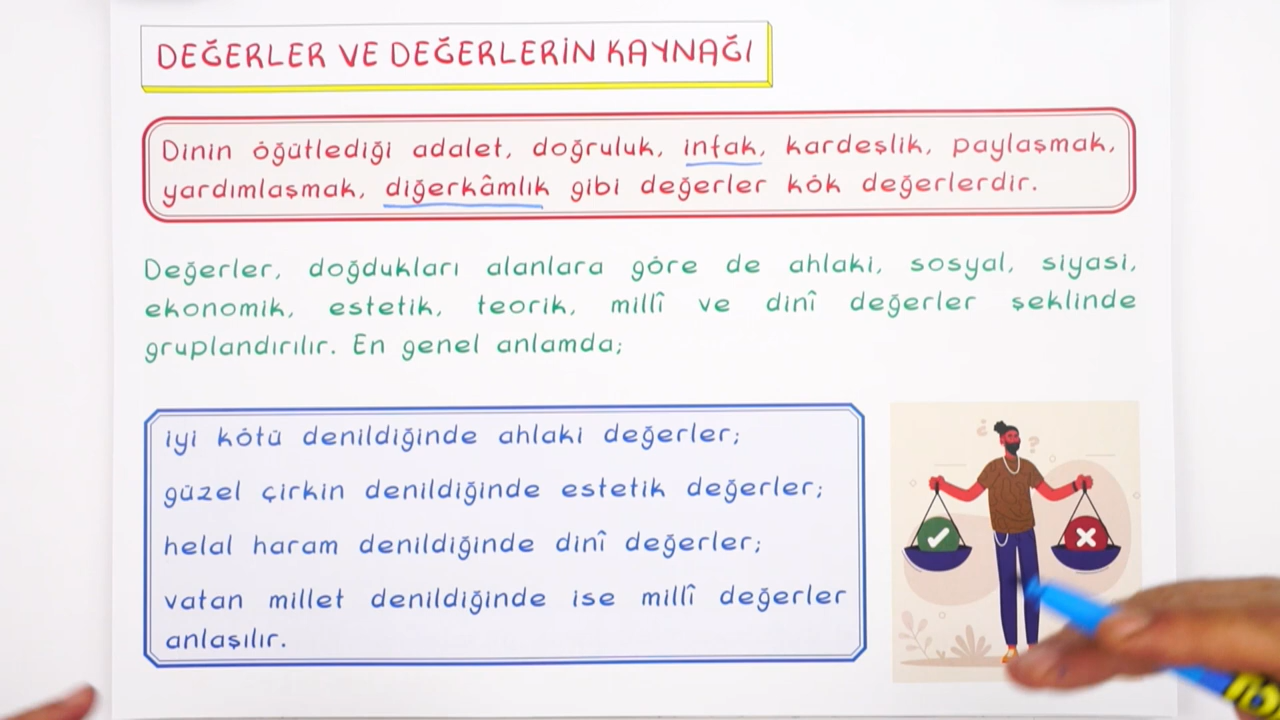 DEĞERLER VE DEĞERLERİN KAYNAĞI
Dinin öğütlediği adalet, doğruluk, infak, kardeşlik, paylaşmak,
yardımlaşmak, diğerkâmlık gibi değerler kök değerlerdir.
Değerler, doğdukları alanlara göre de ahlaki, sosyal, siyasi,
ekonomik, estetik, teorik, millî ve dinî değerler şeklinde
gruplandırılır. En genel anlamda;
iyi kötü denildiğinde ahlaki değerler;
güzel çirkin denildiğinde estetik değerler;
helal haram denildiğinde dinî değerler;
vatan millet denildiğinde ise millî değerler
anlaşılır.